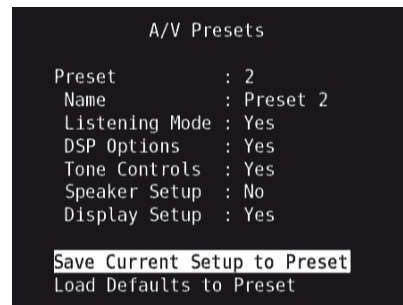 A/V Presets
Preset : 2
Name : Preset 2
Listening Mode : Yes
DSP Options : Yes
Tone Controls : Yes
Speaker Setup : No
Display Setup : Yes
Save Current Setup to Preset
Load Defaults to Preset